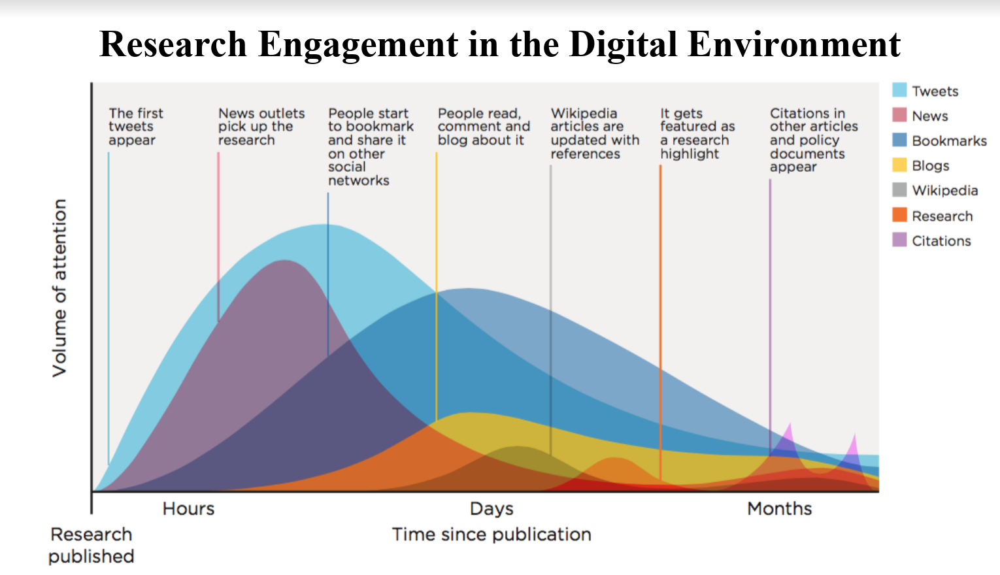 Research Engagement in the Digital Environment
The first
tweets
appear
News outlets
pick up the
research
People start
to bookmark
and share it
on other
social
networks
People read,
comment and
blog about it
Wikipedia
articles are
updated with
references
It gets
featured as
a research
highlight
Citations in
other articles
and policy
documents
appear
Tweets
News
Bookmarks
Blogs
Wikipedia
Research
Citations
Volume of attention
Hours
Days
Months
Research
published
Time since publication